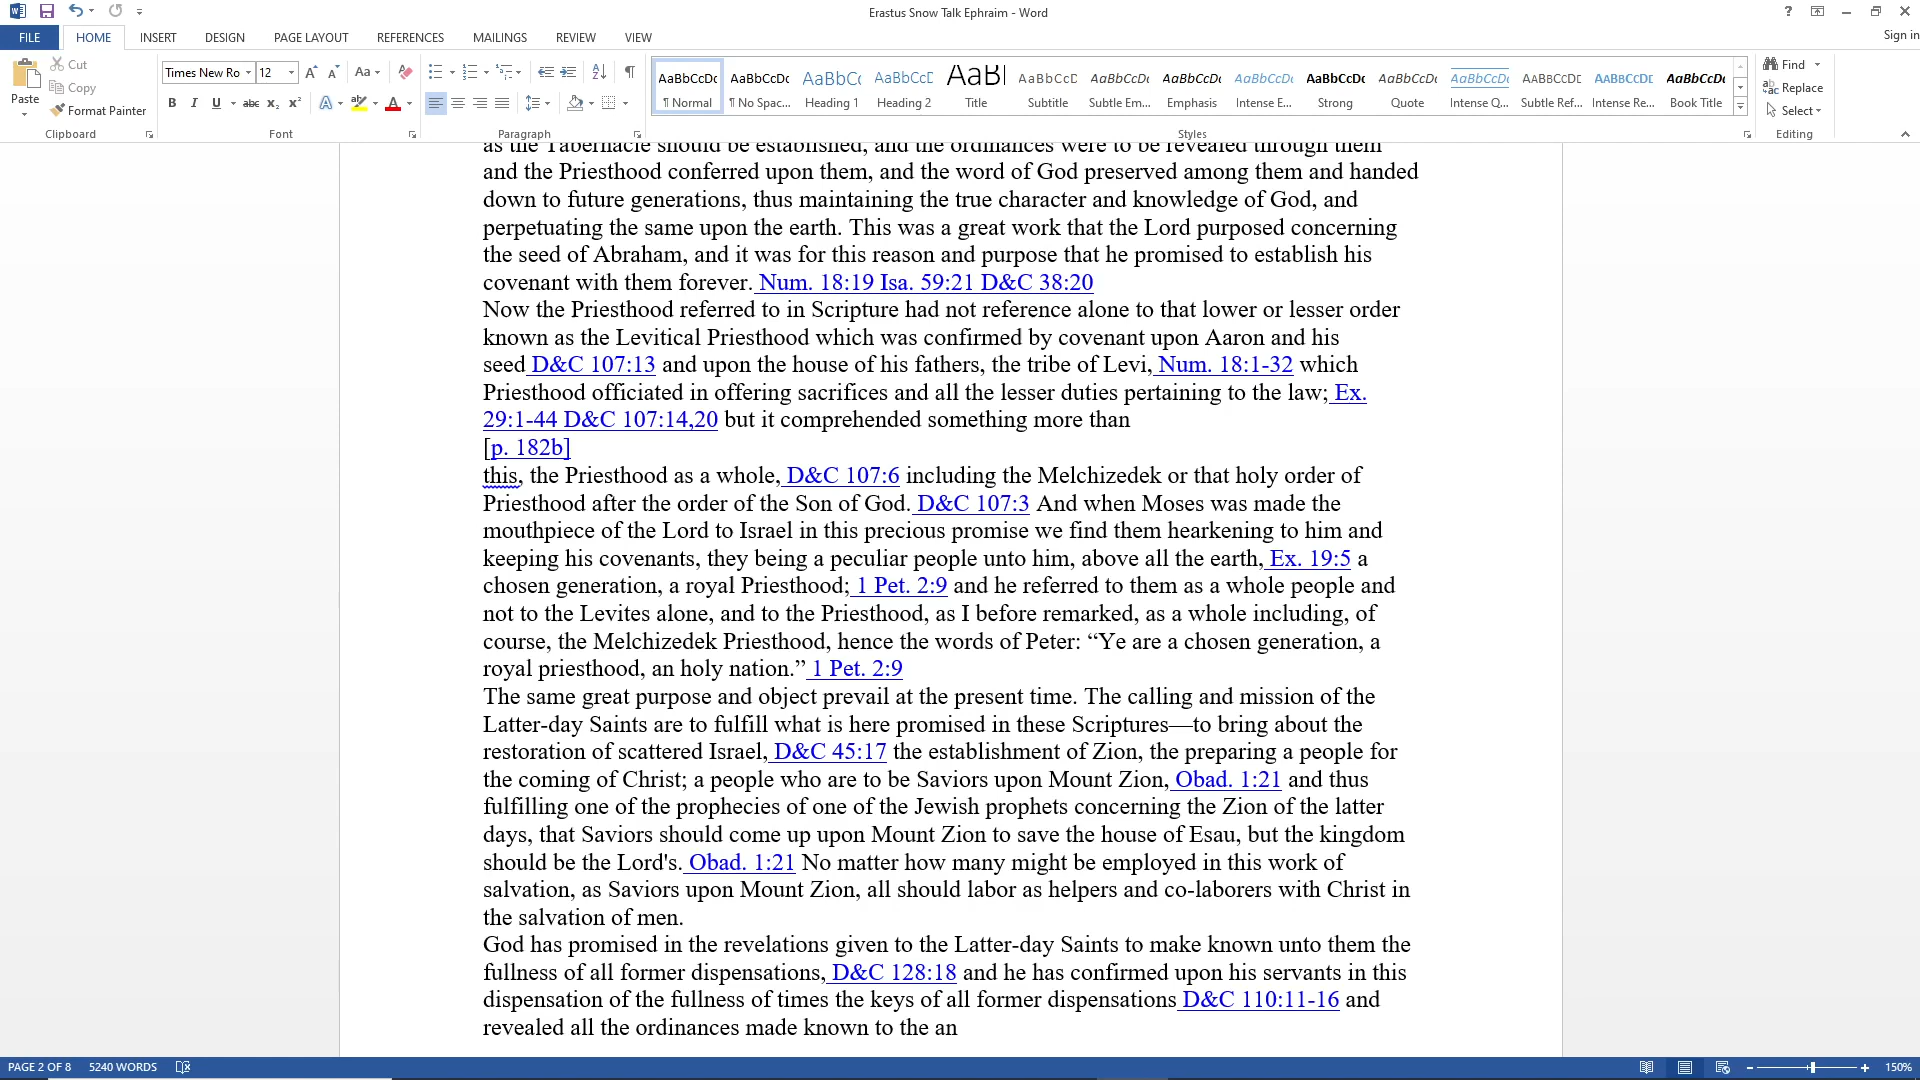 Erastus Snow Talk Ephraim - Word
?
FILE HOME INSERT DESIGN PAGE LAYOUT REFERENCES MAILINGS REVIEW VIEW
Sign in
Paste
Cut
Copy
Format Painter
Clipboard
Times New Ro 12
Font
Paragraph
AaBbCcDc AaBbCcDc AaBbCc AaBbCcD AaB AaBbCcD AaBbCcDc AaBbCcDc AaBbCcDc AaBbCcDc AaBbCcDc AaBbCcDc AaBbCcDc AaBbCcDc AaBbCcDc
¶ Normal ¶ No Spac... Heading 1 Heading 2 Title Subtitle Subtle Em... Emphasis Intense E... Strong Quote Intense Q... Subtle Ref... Intense Re... Book Title
Styles
Find
Replace
Select
Editing
as the Tabernacle should be established, and the ordinances were to be revealed through them
and the Priesthood conferred upon them, and the word of God preserved among them and handed
down to future generations, thus maintaining the true character and knowledge of God, and
perpetuating the same upon the earth. This was a great work that the Lord purposed concerning
the seed of Abraham, and it was for this reason and purpose that he promised to establish his
covenant with them forever. Num. 18:19 Isa. 59:21 D&C 38:20
Now the Priesthood referred to in Scripture had not reference alone to that lower or lesser order
known as the Levitical Priesthood which was confirmed by covenant upon Aaron and his
seed D&C 107:13 and upon the house of his fathers, the tribe of Levi, Num. 18:1-32 which
Priesthood officiated in offering sacrifices and all the lesser duties pertaining to the law; Ex.
29:1-44 D&C 107:14,20 but it comprehended something more than
[p. 182b]
this, the Priesthood as a whole, D&C 107:6 including the Melchizedek or that holy order of
Priesthood after the order of the Son of God. D&C 107:3 And when Moses was made the
mouthpiece of the Lord to Israel in this precious promise we find them hearkening to him and
keeping his covenants, they being a peculiar people unto him, above all the earth, Ex. 19:5 a
chosen generation, a royal Priesthood; 1 Pet. 2:9 and he referred to them as a whole people and
not to the Levites alone, and to the Priesthood, as I before remarked, as a whole including, of
course, the Melchizedek Priesthood, hence the words of Peter: “Ye are a chosen generation, a
royal priesthood, an holy nation.” 1 Pet. 2:9
The same great purpose and object prevail at the present time. The calling and mission of the
Latter-day Saints are to fulfill what is here promised in these Scriptures—to bring about the
restoration of scattered Israel, D&C 45:17 the establishment of Zion, the preparing a people for
the coming of Christ; a people who are to be Saviors upon Mount Zion, Obad. 1:21 and thus
fulfilling one of the prophecies of one of the Jewish prophets concerning the Zion of the latter
days, that Saviors should come up upon Mount Zion to save the house of Esau, but the kingdom
should be the Lord's. Obad. 1:21 No matter how many might be employed in this work of
salvation, as Saviors upon Mount Zion, all should labor as helpers and co-laborers with Christ in
the salvation of men.
God has promised in the revelations given to the Latter-day Saints to make known unto them the
fullness of all former dispensations, D&C 128:18 and he has confirmed upon his servants in this
dispensation of the fullness of times the keys of all former dispensations D&C 110:11-16 and
revealed all the ordinances made known to the an
PAGE 2 OF 8 5240 WORDS
150%